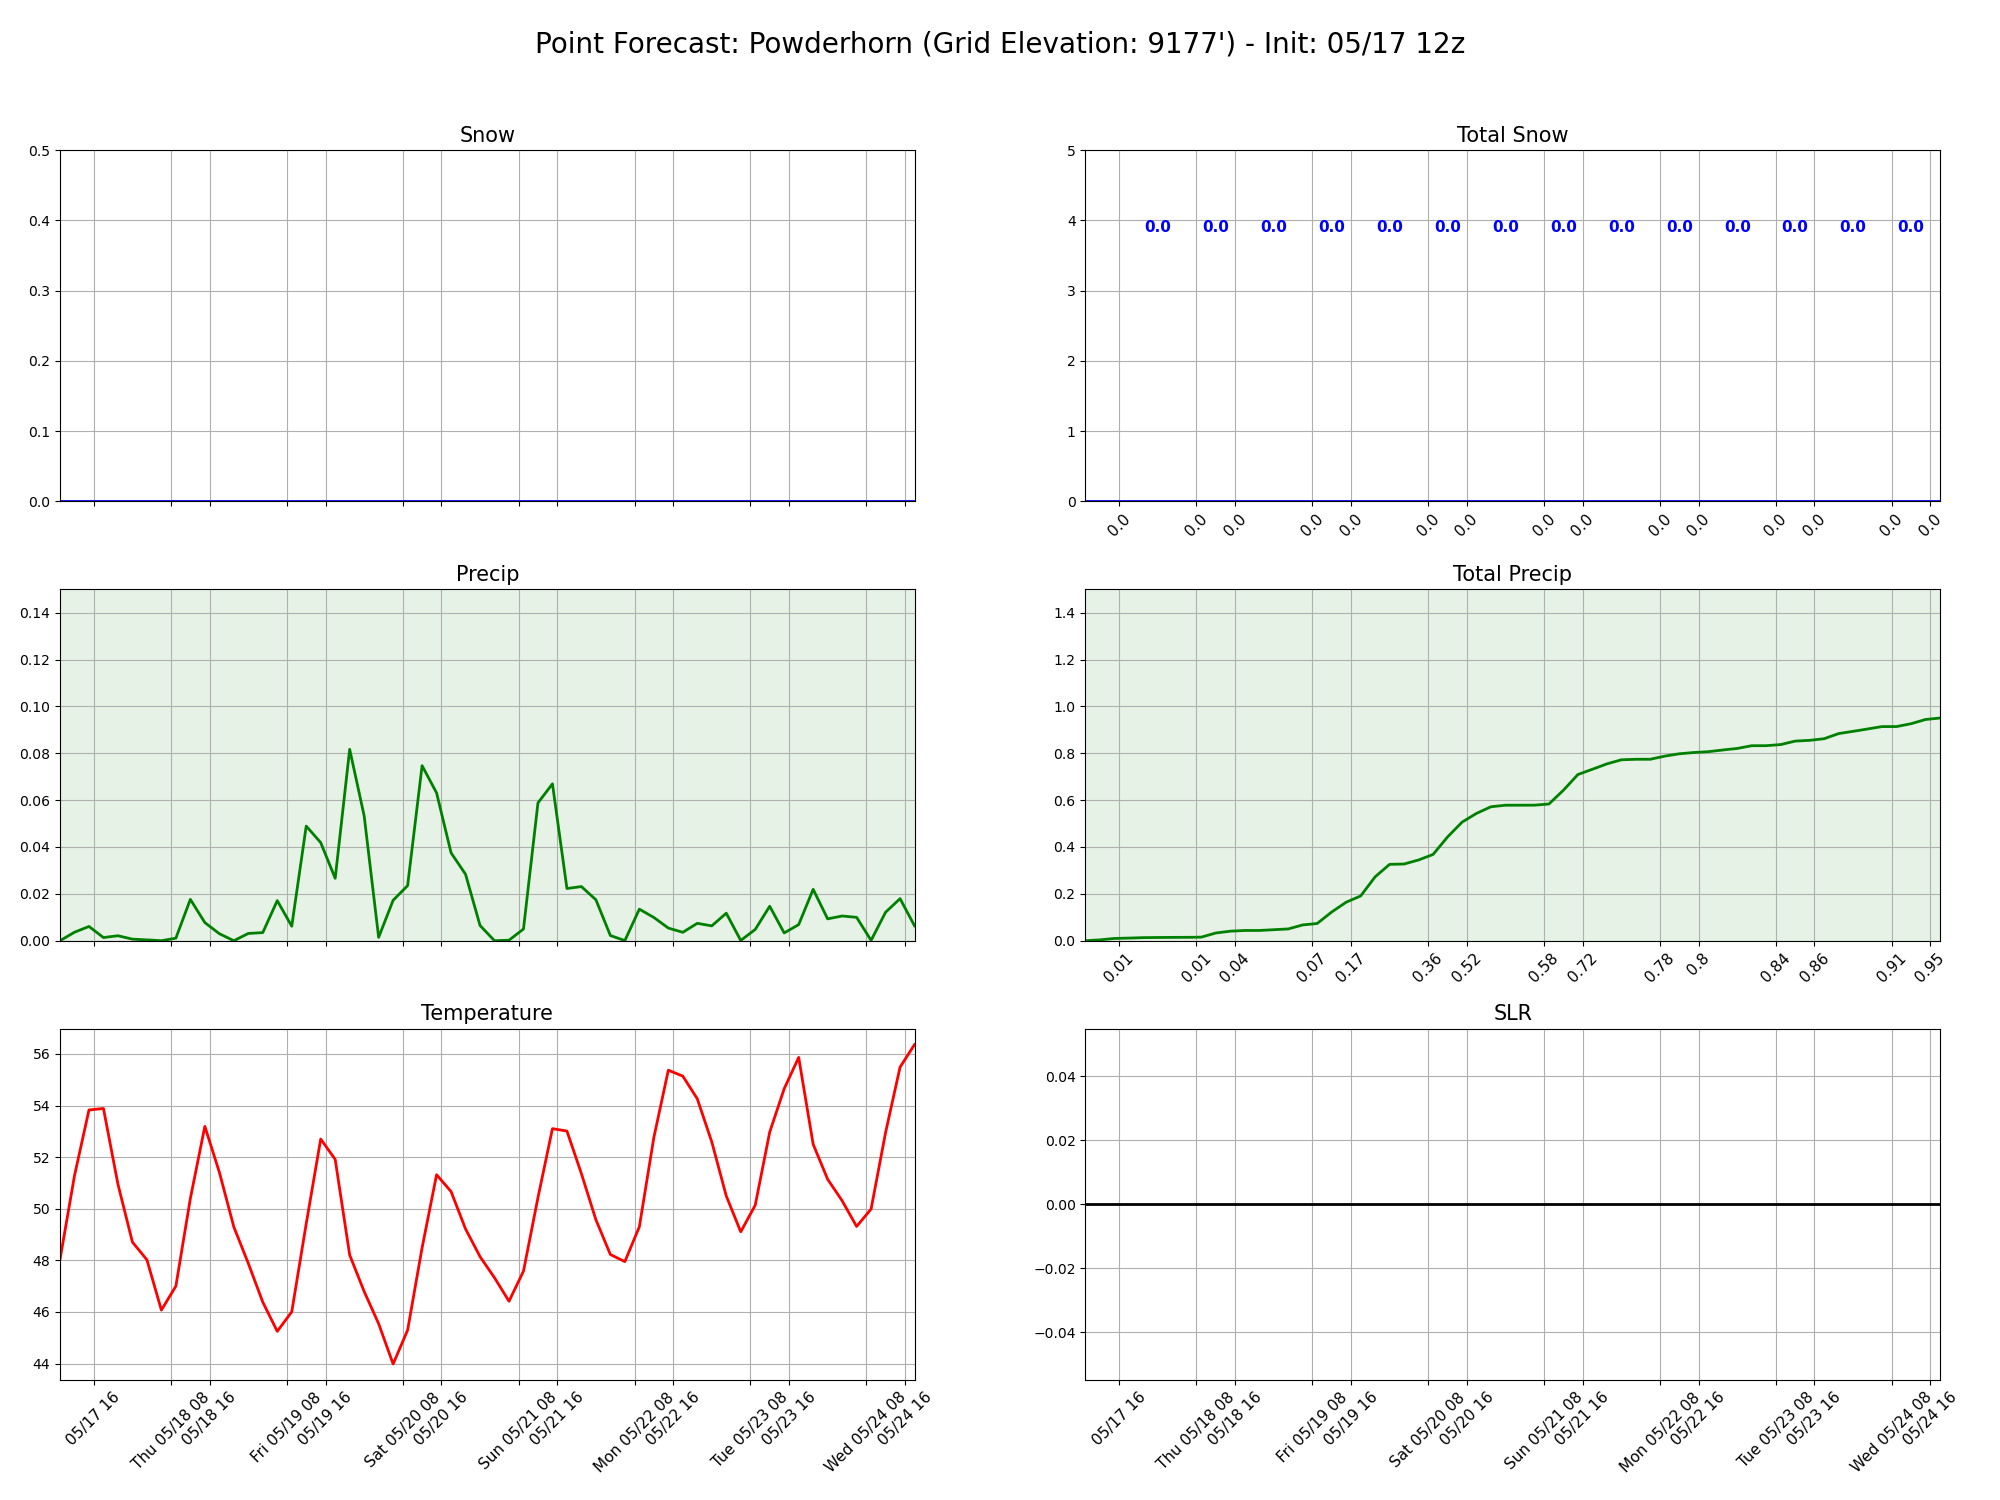 Point Forecast: Powderhorn (Grid Elevation: 9177') - Init: 05/17 12z
Snow
0.5
0.4
0.3
0.2
0.1
0.0
Total Snow
5
4
3
2
1
0
0.0 0.0 0.0 0.0 0.0 0.0 0.0 0.0 0.0 0.0 0.0 0.0 0.0 0.0
0.0 0.0 0.0 0.0 0.0 0.0 0.0 0.0 0.0 0.0 0.0 0.0 0.0 0.0 0.0
Precip
0.14
0.12
0.10
0.08
0.06
0.04
0.02
0.00
Total Precip
1.4
1.2
1.0
0.8
0.6
0.4
0.2
0.0
0.01 0.01 0.04 0.07 0.17 0.36 0.52 0.58 0.72 0.78 0.8 0.84 0.86 0.91 0.95
Temperature
56
54
52
50
48
46
44
05/17 16
Thu 05/18 08
05/18 16
Fri 05/19 08
05/19 16
Sat 05/20 08
05/20 16
Sun 05/21 08
05/21 16
Mon 05/22 08
05/22 16
Tue 05/23 08
05/23 16
Wed 05/24 08
05/24 16
SLR
0.04
0.02
0.00
−0.02
−0.04
05/17 16
Thu 05/18 08
05/18 16
Fri 05/19 08
05/19 16
Sat 05/20 08
05/20 16
Sun 05/21 08
05/21 16
Mon 05/22 08
05/22 16
Tue 05/23 08
05/23 16
Wed 05/24 08
05/24 16